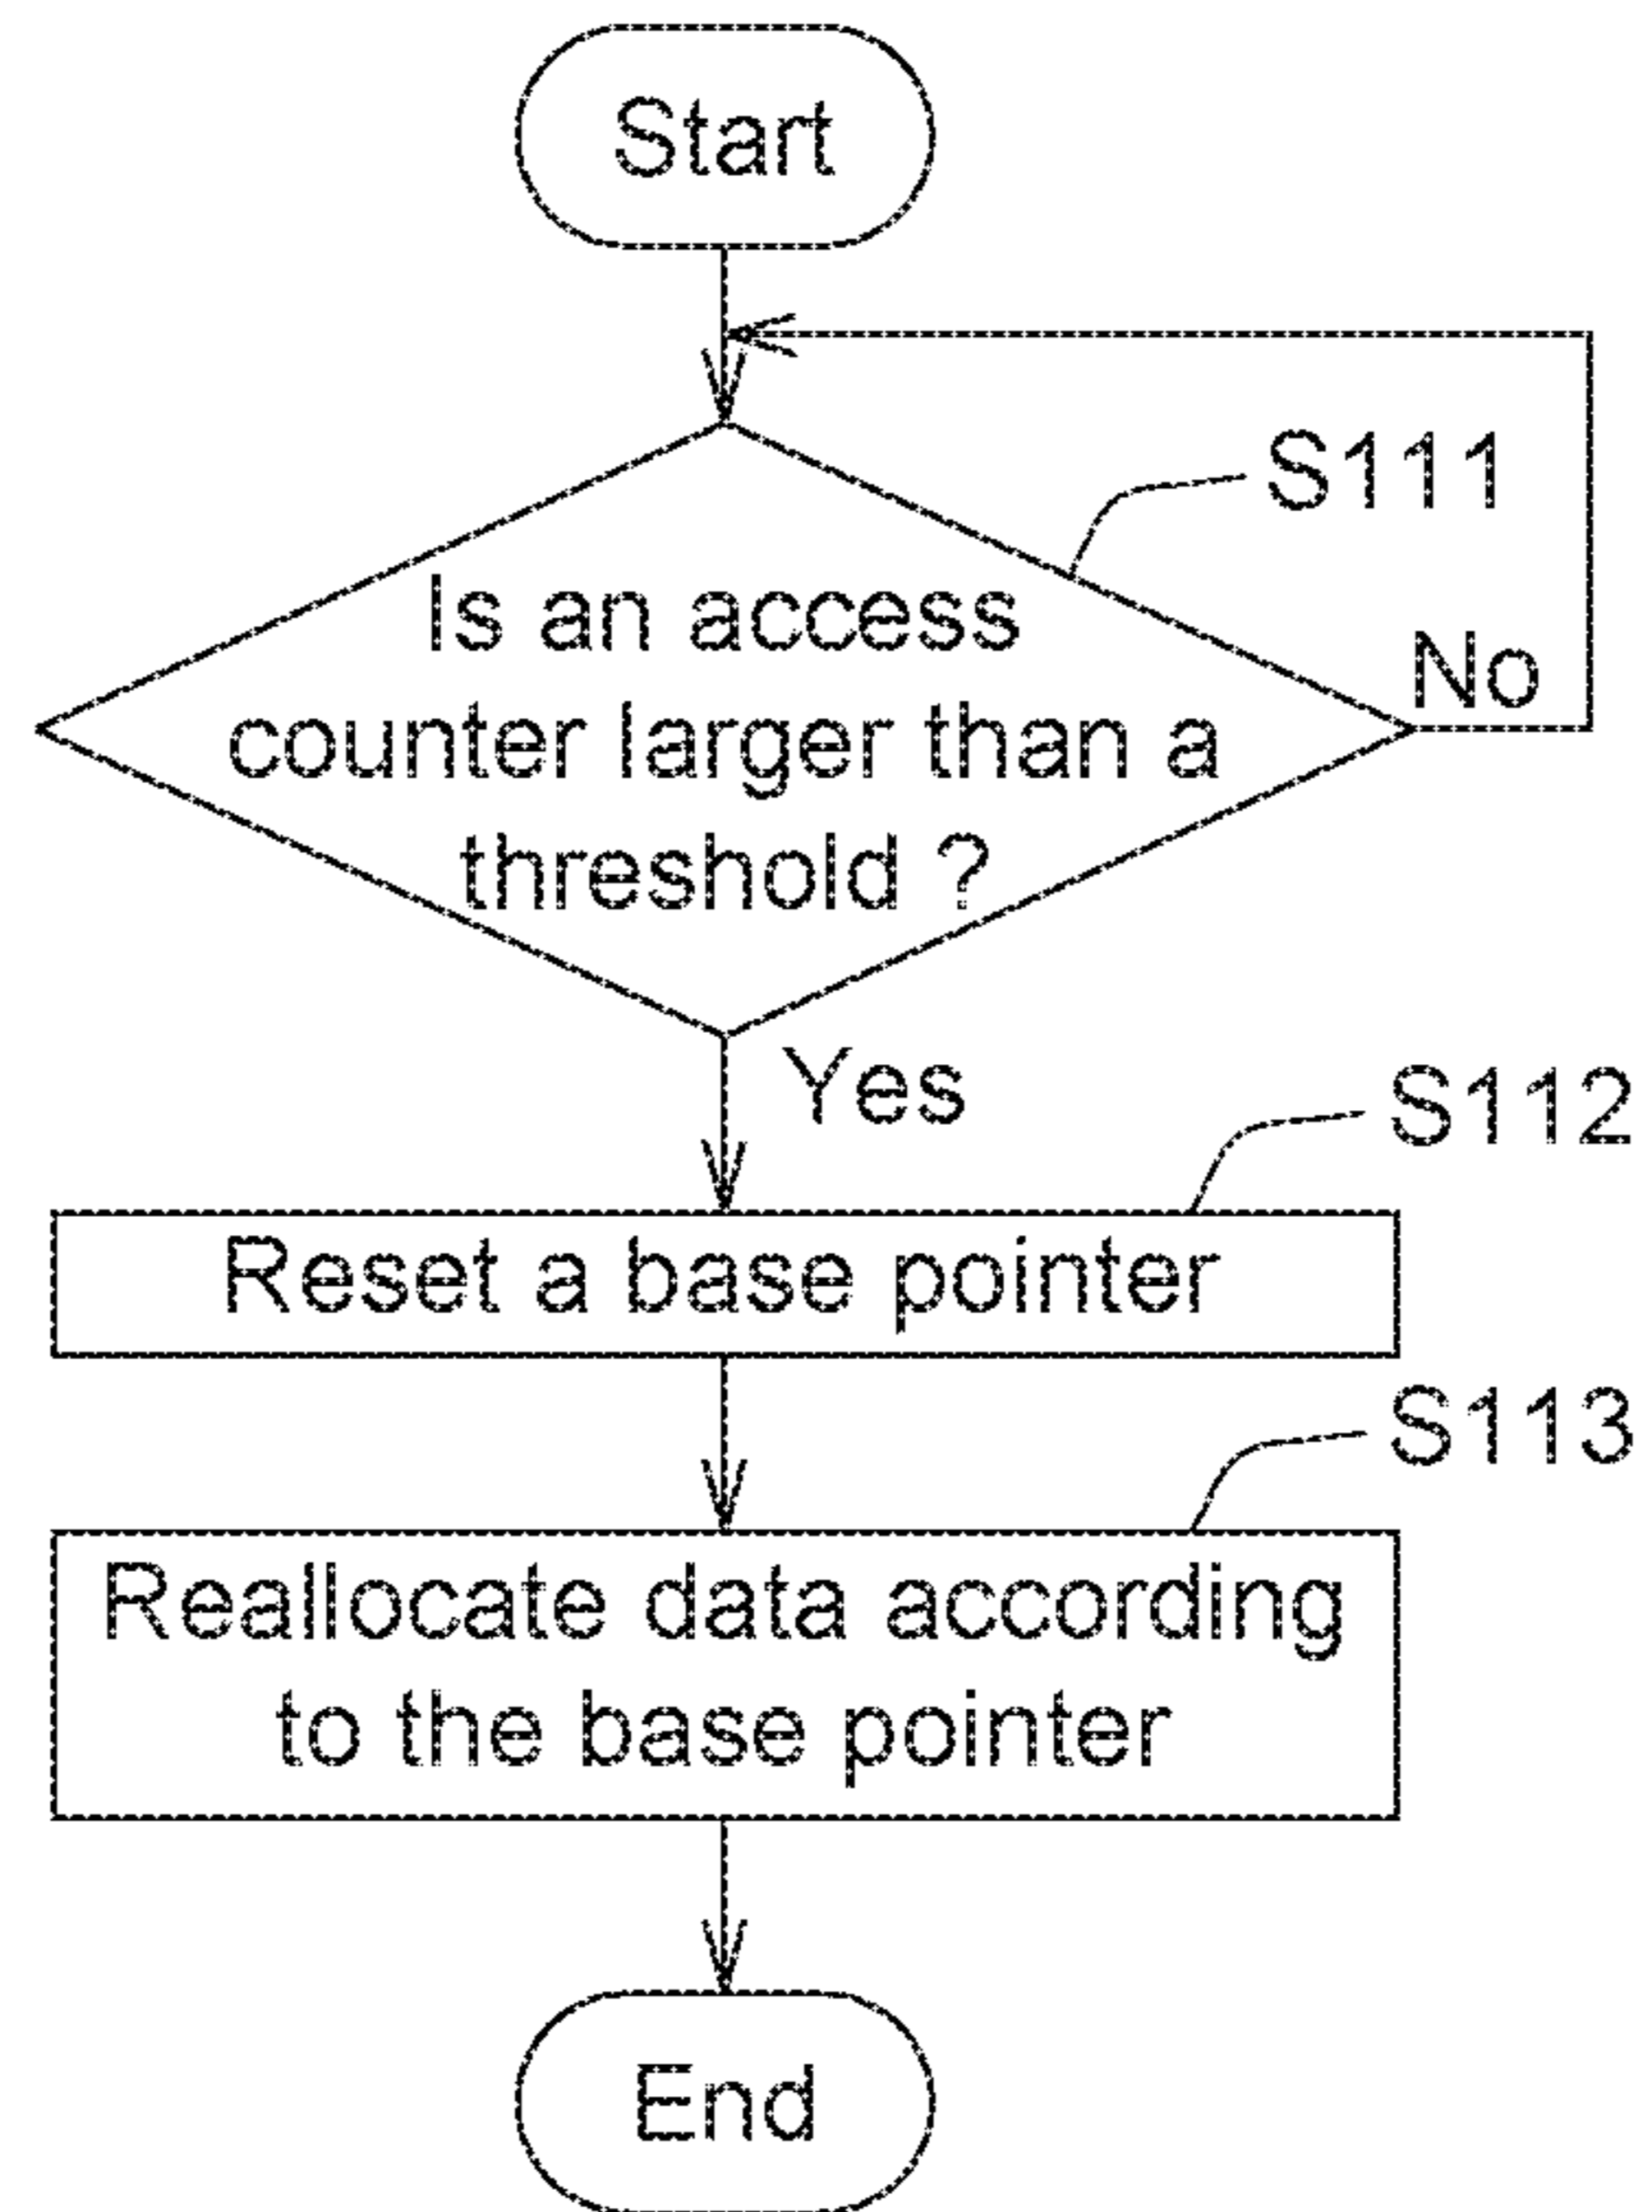 Start
S111
Is an access
counter larger than a
threshold ?
No
Yes
S112
Reset a base pointer
S113
Reallocate data according
to the base pointer
End